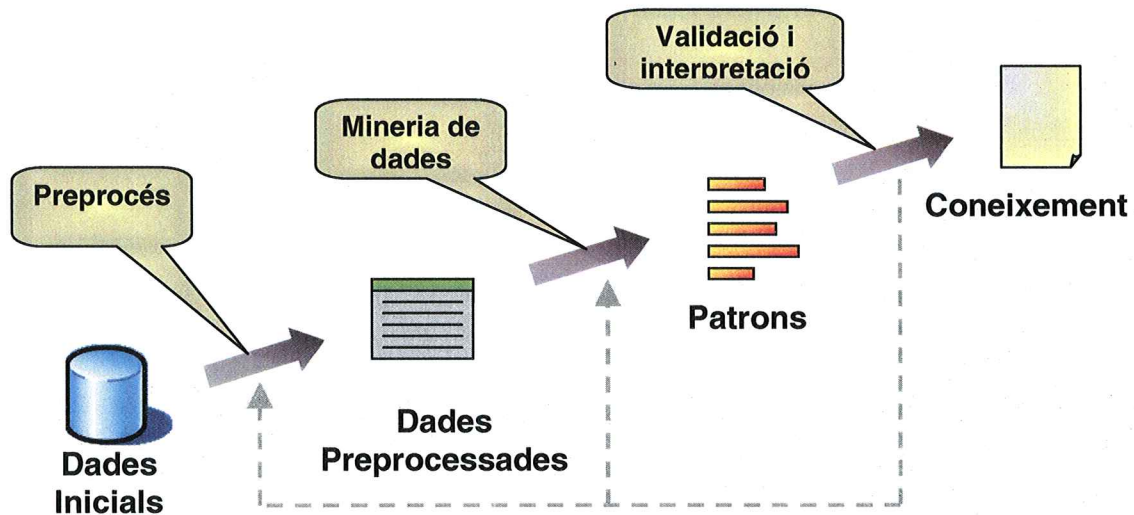 Validació i
interpretació
Mineria de
dades
Preprocés
Coneixement
Patrons
Dades
Preprocessades
Dades
Inicials